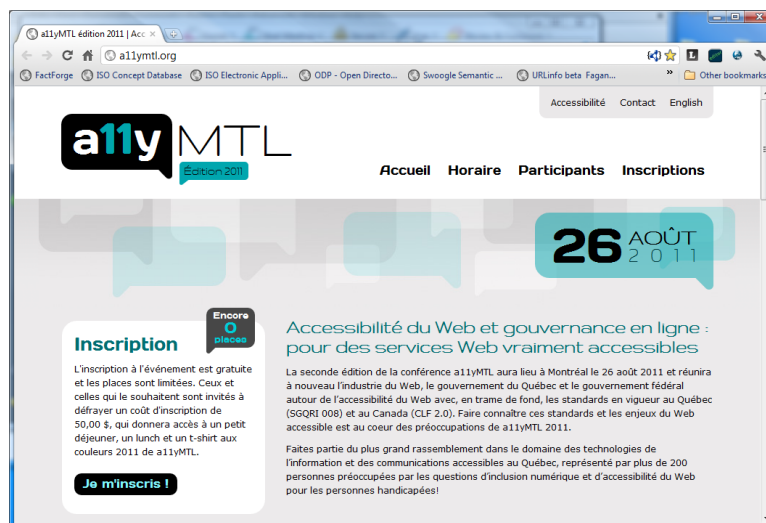 a11yMTL édition 2011 | Acc
a11ymtl.org
FactForge ISO Concept Database ISO Electronic Appli... ODP - Open Directo... Swoogle Semantic ... URLinfo beta Fagan... » Other bookmarks
Accessibilité Contact English
a11y MTL
Édition 2011
Accueil Horaire Participants Inscriptions
26 AOÛT
2011
Encore
0
places
Inscription
L'inscription à l'événement est gratuite
et les places sont limitées. Ceux et
celles qui le souhaitent sont invités à
défrayer un coût d'inscription de
50,00 $, qui donnera accès à un petit
déjeuner, un lunch et un t-shirt aux
couleurs 2011 de a11yMTL.
Je m'inscris !
Accessibilité du Web et gouvernance en ligne :
pour des services Web vraiment accessibles
La seconde édition de la conférence a11yMTL aura lieu à Montréal le 26 août 2011 et réunira
à nouveau l'industrie du Web, le gouvernement du Québec et le gouvernement fédéral
autour de l'accessibilité du Web avec, en trame de fond, les standards en vigueur au Québec
(SGQRI 008) et au Canada (CLF 2.0). Faire connaître ces standards et les enjeux du Web
accessible est au coeur des préoccupations de a11yMTL 2011.
Faites partie du plus grand rassemblement dans le domaine des technologies de
l'information et des communications accessibles au Québec, représenté par plus de 200
personnes préoccupées par les questions d'inclusion numérique et d'accessibilité du Web
pour les personnes handicapées!